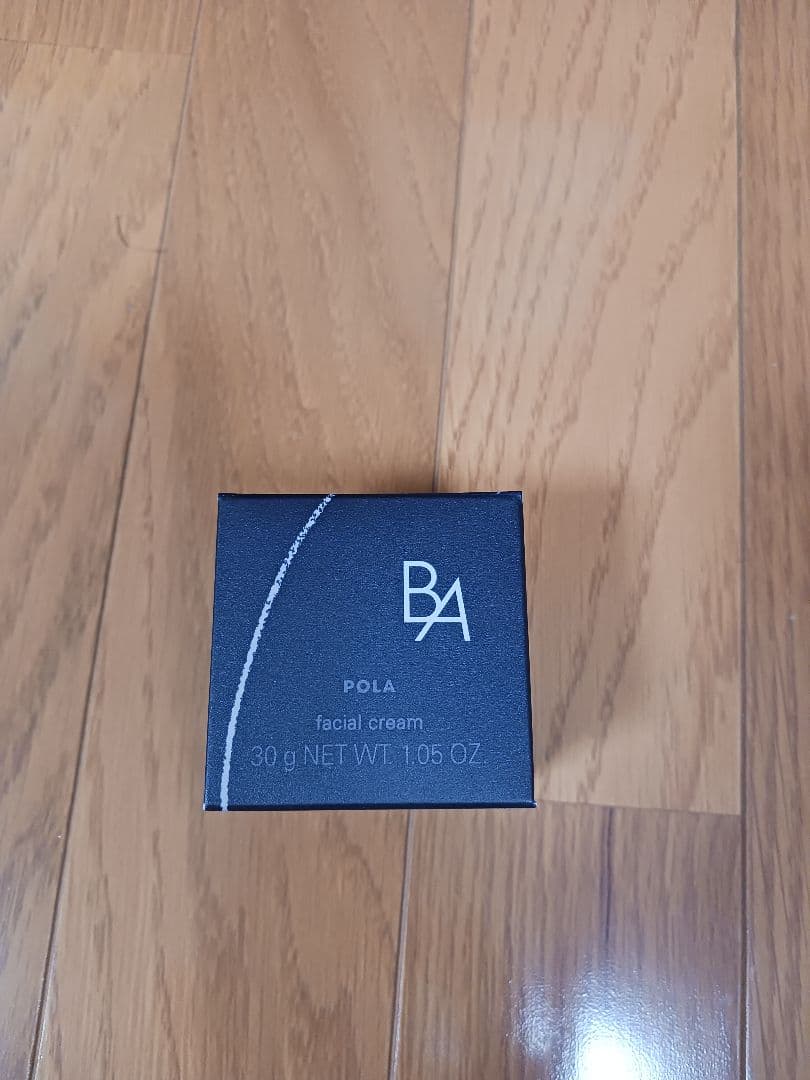 BA
POLA
facial cream
30 g NET WT. 1.05 OZ.